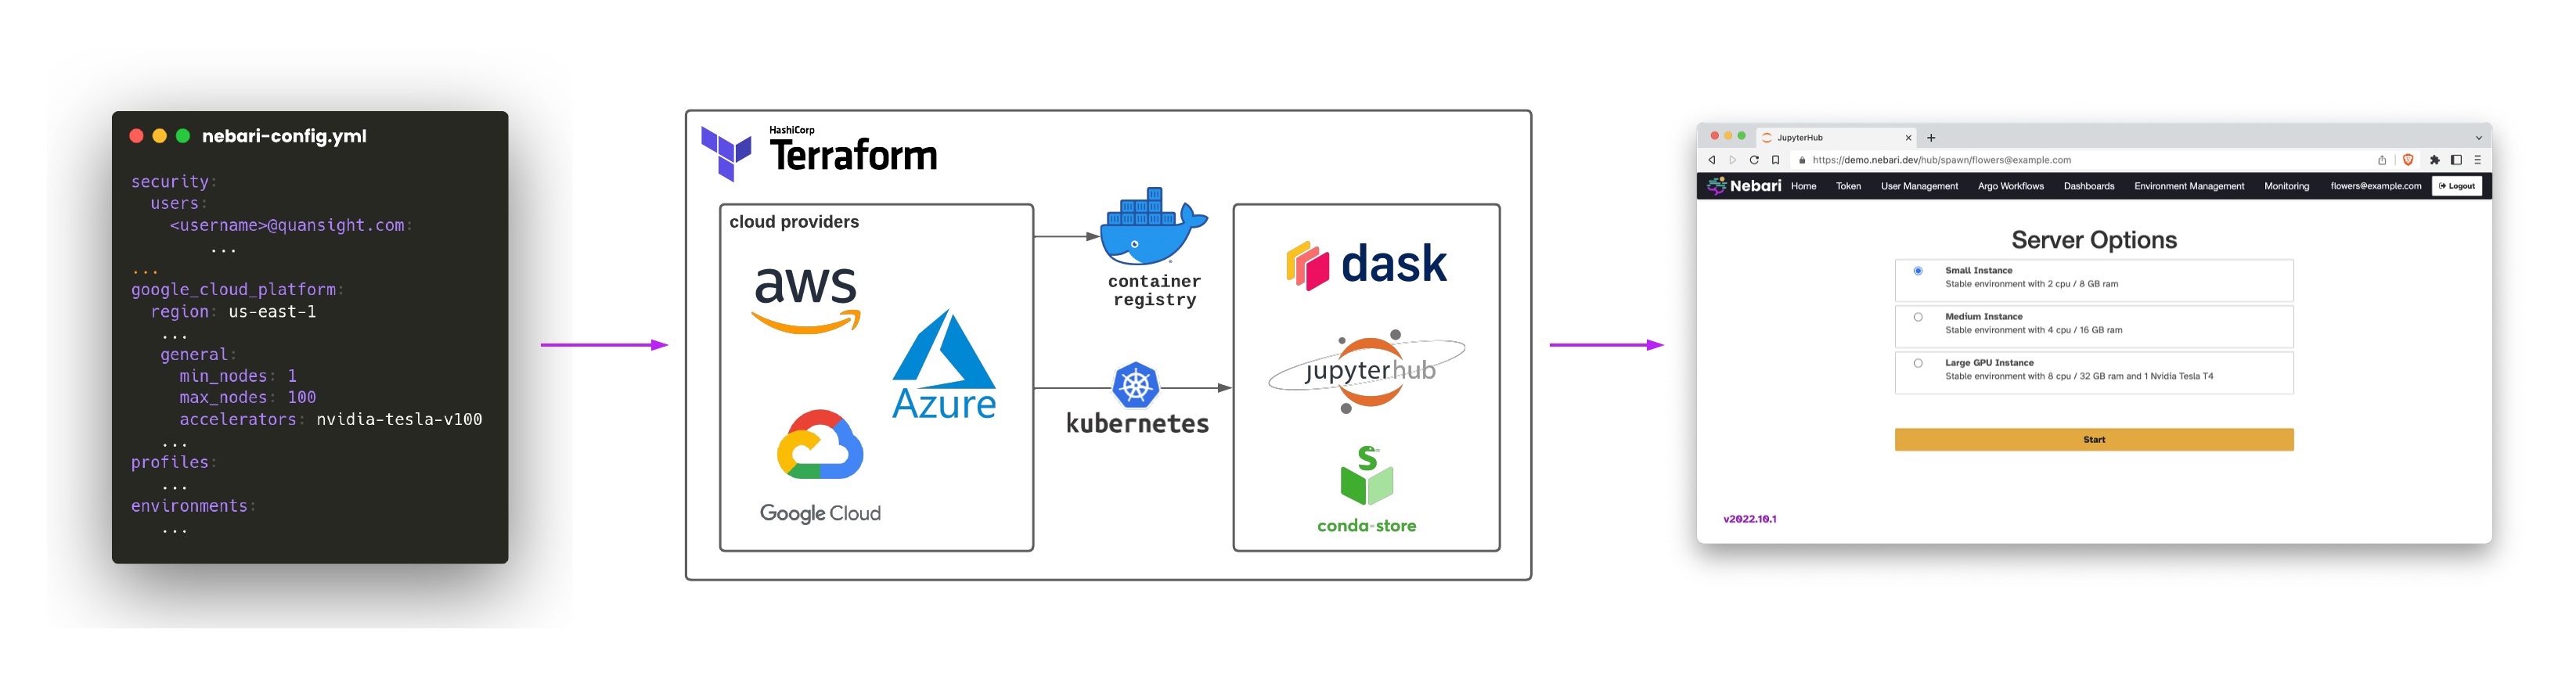 nebari-config.yml
security:
users:
<username>@quansight.com:
...
...
google_cloud_platform:
region: us-east-1
...
general:
min_nodes: 1
max_nodes: 100
accelerators: nvidia-tesla-v100
...
profiles:
...
environments:
...
HashiCorp
Terraform
cloud providers
aws
Azure
Google Cloud
container
registry
kubernetes
dask
jupyterhub
conda-store
JupyterHub
https://demo.nebari.dev/hub/spawn/flowers@example.com
Nebari Home Token User Management Argo Workflows Dashboards Environment Management Monitoring flowers@example.com Logout
Server Options
Small Instance
Stable environment with 2 cpu / 8 GB ram
Medium Instance
Stable environment with 4 cpu / 16 GB ram
Large GPU Instance
Stable environment with 8 cpu / 32 GB ram and 1 Nvidia Tesla T4
Start
v2022.10.1